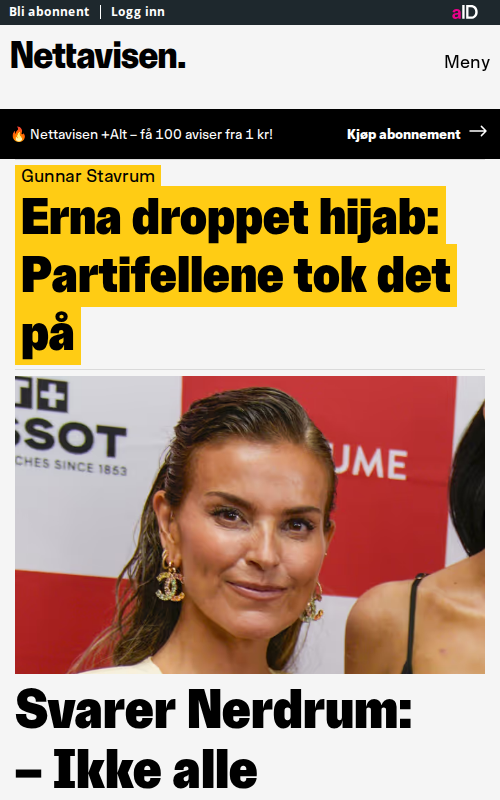 Bli abonnent | Logg inn
aID
Nettavisen.
Meny
🔥 Nettavisen +Alt – få 100 aviser fra 1 kr!
Kjøp abonnement →
Gunnar Stavrum
Erna droppet hijab:
Partifellene tok det
på
SSOT
CHES SINCE 1853
UME
Svarer Nerdrum:
– Ikke alle